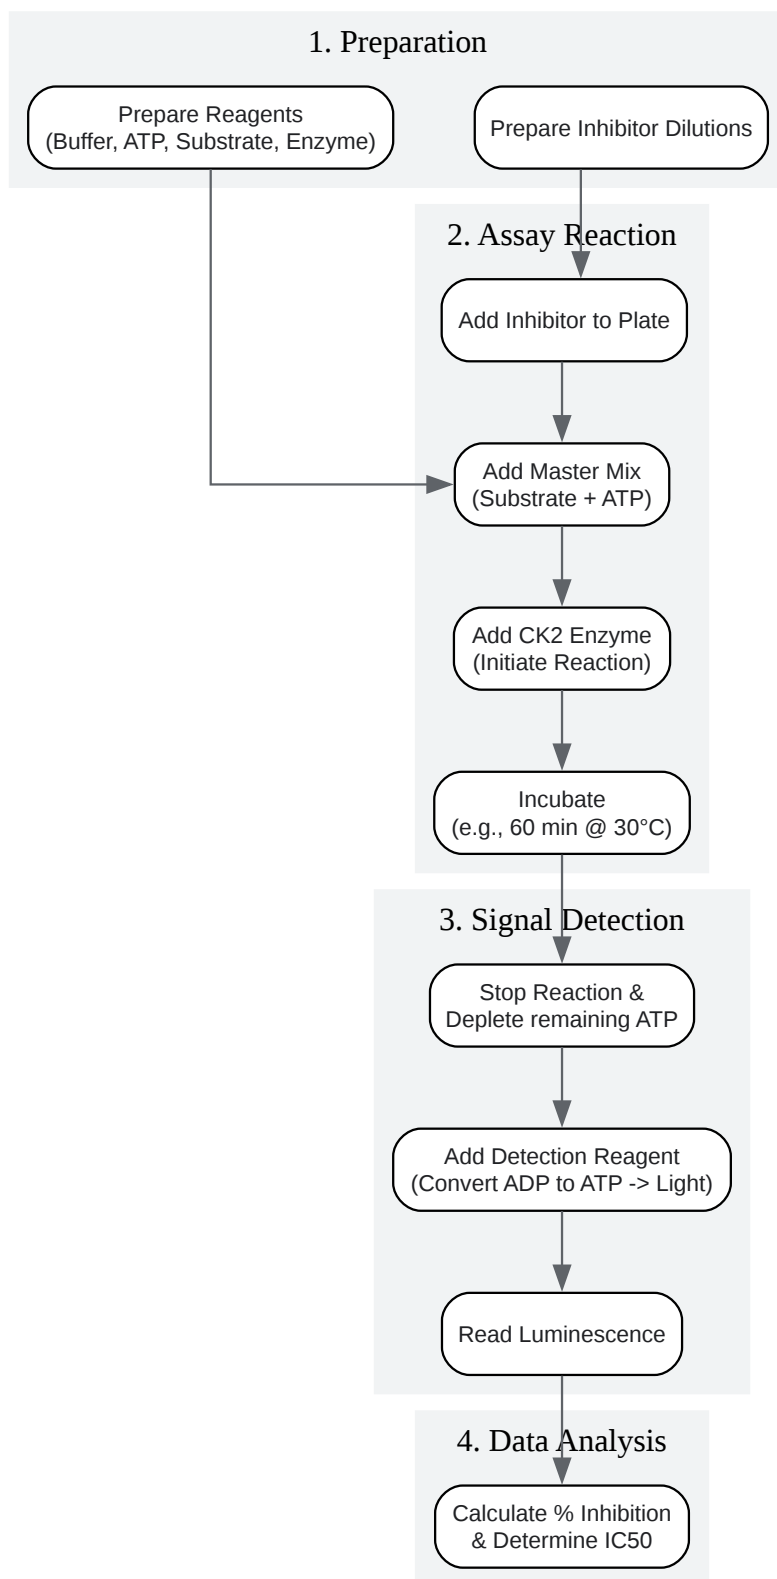 1. Preparation
Prepare Reagents
(Buffer, ATP, Substrate, Enzyme)
Prepare Inhibitor Dilutions
2. Assay Reaction
Add Inhibitor to Plate
Add Master Mix
(Substrate + ATP)
Add CK2 Enzyme
(Initiate Reaction)
Incubate
(e.g., 60 min @ 30°C)
3. Signal Detection
Stop Reaction &
Deplete remaining ATP
Add Detection Reagent
(Convert ADP to ATP -> Light)
Read Luminescence
4. Data Analysis
Calculate % Inhibition
& Determine IC50